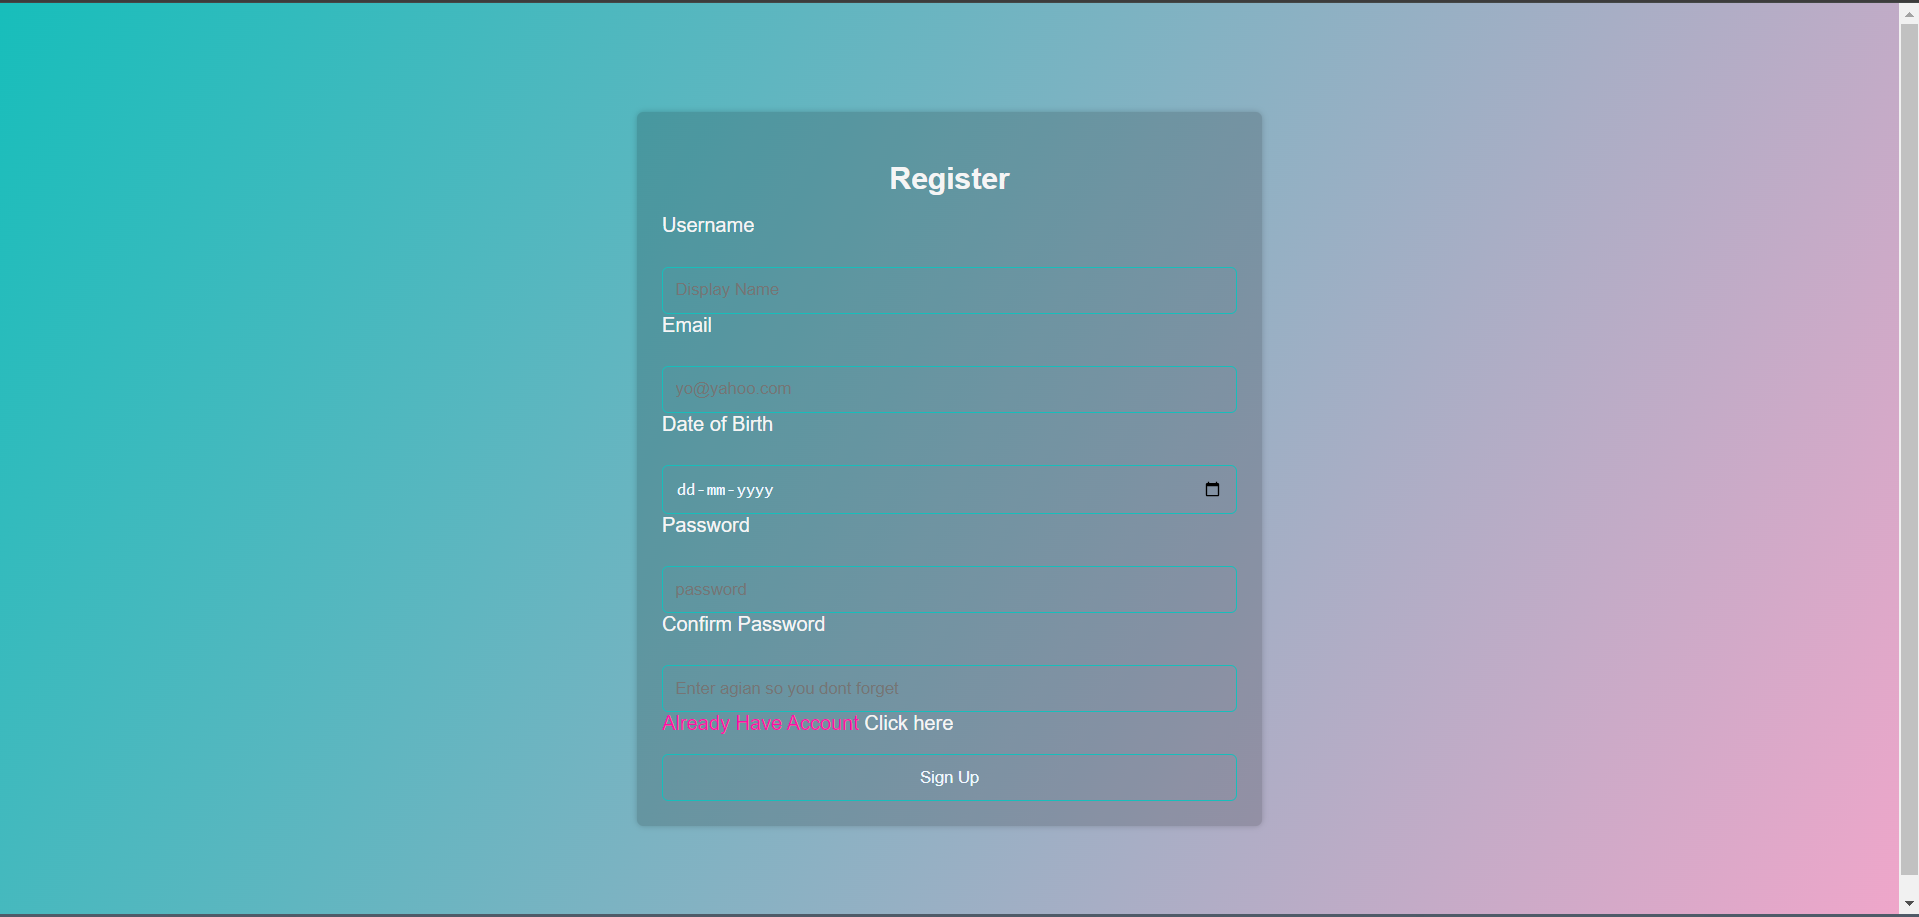 Register
Username
Display Name
Email
yo@yahoo.com
Date of Birth
dd-mm-yyyy
Password
password
Confirm Password
Enter agian so you dont forget
Already Have Account Click here
Sign Up